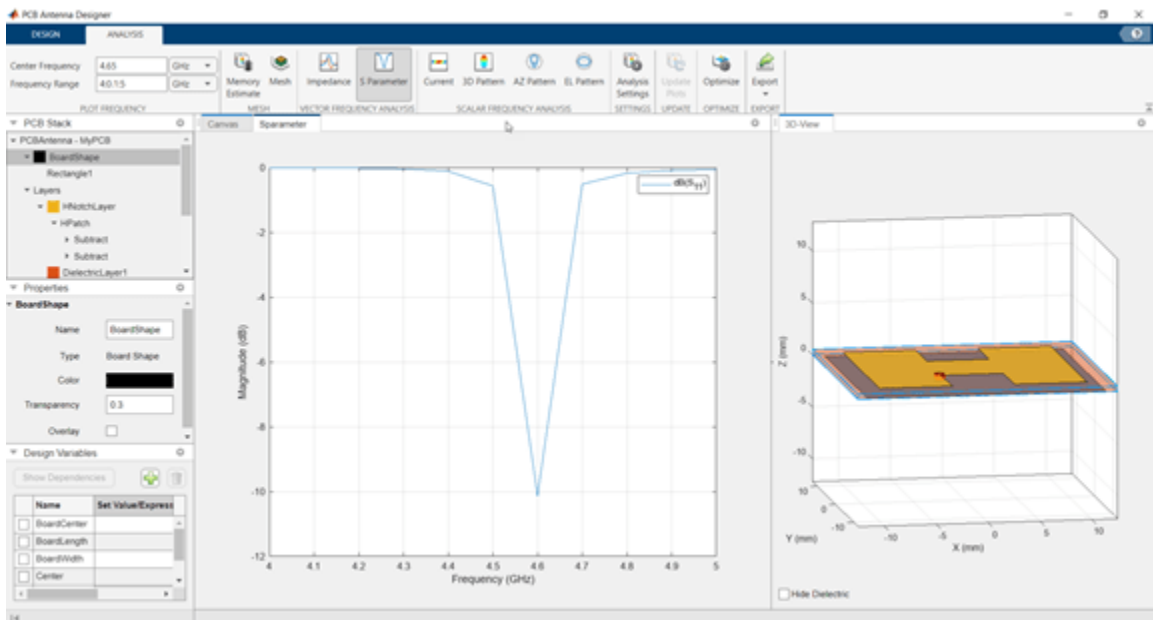 PCB Antenna Designer
DESIGN ANALYSIS
Center Frequency 4.65 GHz
Frequency Range 4:0.1:5 GHz
Memory Estimate
Mesh
Impedance
S Parameter
Current
3D Pattern
AZ Pattern
EL Pattern
Analysis Settings
Update Plots
Optimize
Export
PLOT FREQUENCY
MESH
VECTOR FREQUENCY ANALYSIS
SCALAR FREQUENCY ANALYSIS
SETTINGS
UPDATE
OPTIMIZE
EXPORT
PCB Stack
PCBAntenna - MyPCB
BoardShape
Rectangle1
Layers
HNotchLayer
HPatch
Subtract
Subtract
DielectricLayer1
Properties
BoardShape
Name BoardShape
Type Board Shape
Color
Transparency 0.3
Overlay
Design Variables
Show Dependencies
Name Set Value/Express
BoardCenter
BoardLength
BoardWidth
Center
Canvas Sparameter
dB(S11)
0
-2
-4
-6
-8
-10
-12
Magnitude (dB)
4 4.1 4.2 4.3 4.4 4.5 4.6 4.7 4.8 4.9 5
Frequency (GHz)
3D-View
10
5
0
-5
-10
Z (mm)
10
0
-10
Y (mm)
-10 -5 0 5 10
X (mm)
Hide Dielectric